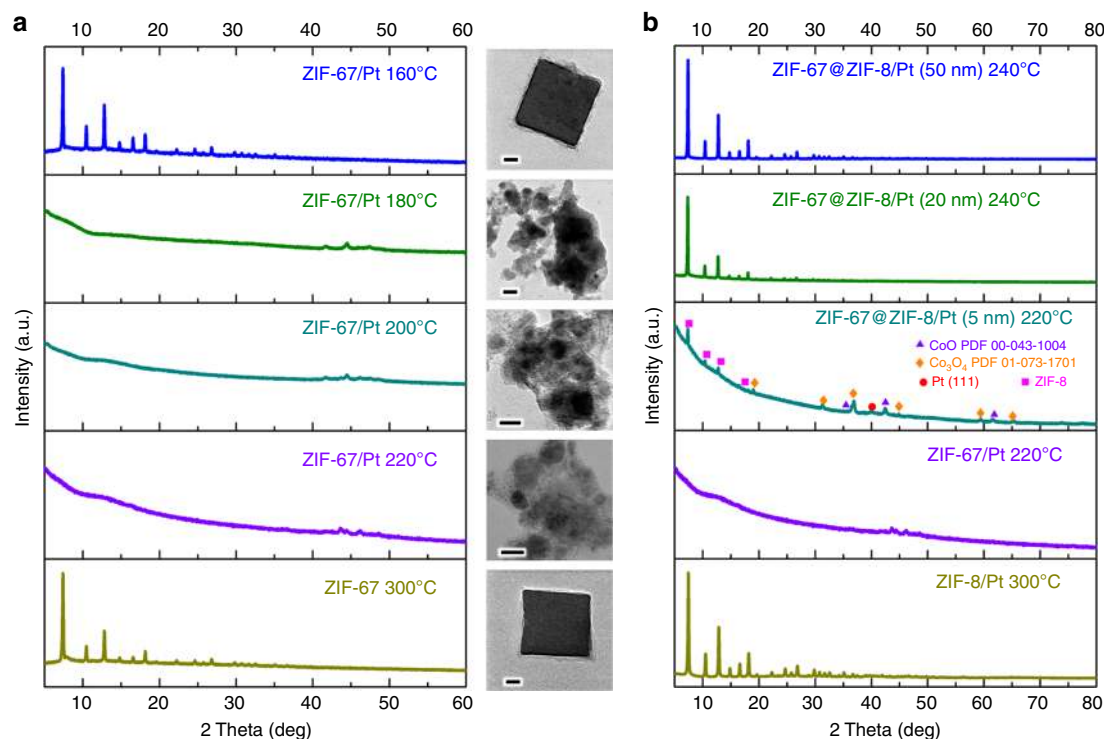 a
10 20 30 40 50 60
ZIF-67/Pt 160°C
ZIF-67/Pt 180°C
ZIF-67/Pt 200°C
ZIF-67/Pt 220°C
ZIF-67 300°C
Intensity (a.u.)
10 20 30 40 50 60
2 Theta (deg)
b
10 20 30 40 50 60 70 80
ZIF-67@ZIF-8/Pt (50 nm) 240°C
ZIF-67@ZIF-8/Pt (20 nm) 240°C
ZIF-67@ZIF-8/Pt (5 nm) 220°C
CoO PDF 00-043-1004
Co₃O₄ PDF 01-073-1701
Pt (111) ZIF-8
ZIF-67/Pt 220°C
ZIF-8/Pt 300°C
Intensity (a.u.)
10 20 30 40 50 60 70 80
2 Theta (deg)